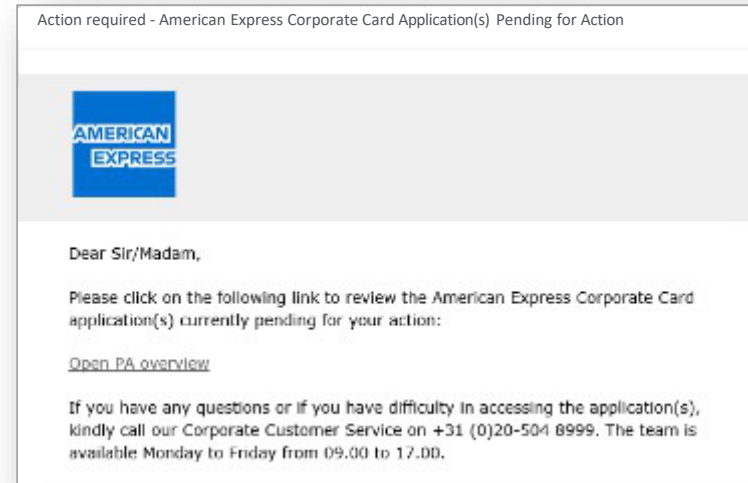 Action required - American Express Corporate Card Application(s) Pending for Action
AMERICAN
EXPRESS
Dear Sir/Madam,
Please click on the following link to review the American Express Corporate Card
application(s) currently pending for your action:
Open PA overview
If you have any questions or if you have difficulty in accessing the application(s),
kindly call our Corporate Customer Service on +31 (0)20-504 8999. The team is
available Monday to Friday from 09.00 to 17.00.